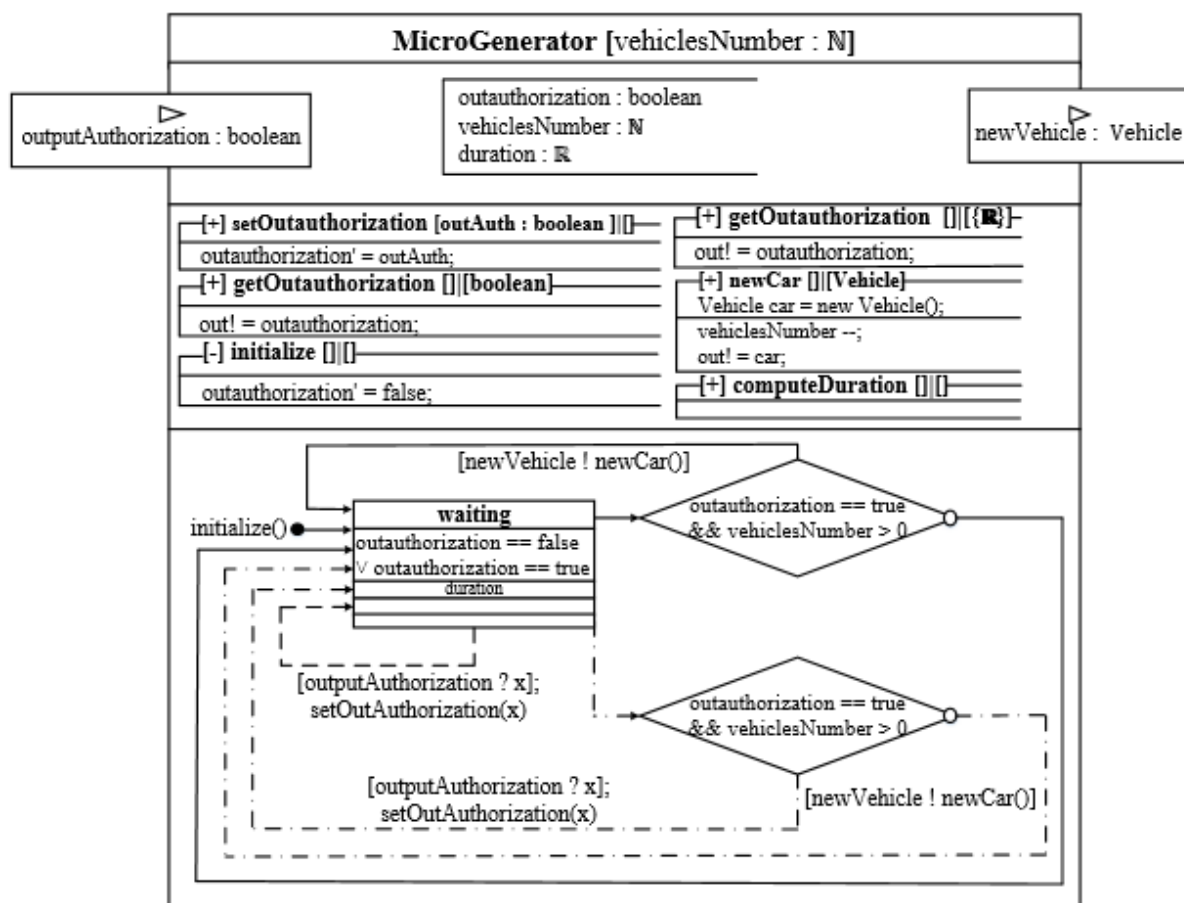 MicroGenerator [vehiclesNumber : ℕ]
outputAuthorization : boolean
outauthorization : boolean
vehiclesNumber : ℕ
duration : ℝ
newVehicle : Vehicle
[+] setOutauthorization [outAuth : boolean ]|[]
outauthorization' = outAuth;
[+] getOutauthorization []|[boolean]
out! = outauthorization;
[-] initialize []|[]
outauthorization' = false;
[+] getOutauthorization []|[{ℝ}]
out! = outauthorization;
[+] newCar []|[Vehicle]
Vehicle car = new Vehicle();
vehiclesNumber --;
out! = car;
[+] computeDuration []|[]
[newVehicle ! newCar()]
initialize()
waiting
outauthorization == false
∨ outauthorization == true
duration
outauthorization == true
&& vehiclesNumber > 0
[outputAuthorization ? x];
setOutAuthorization(x)
outauthorization == true
&& vehiclesNumber > 0
[outputAuthorization ? x];
setOutAuthorization(x)
[newVehicle ! newCar()]